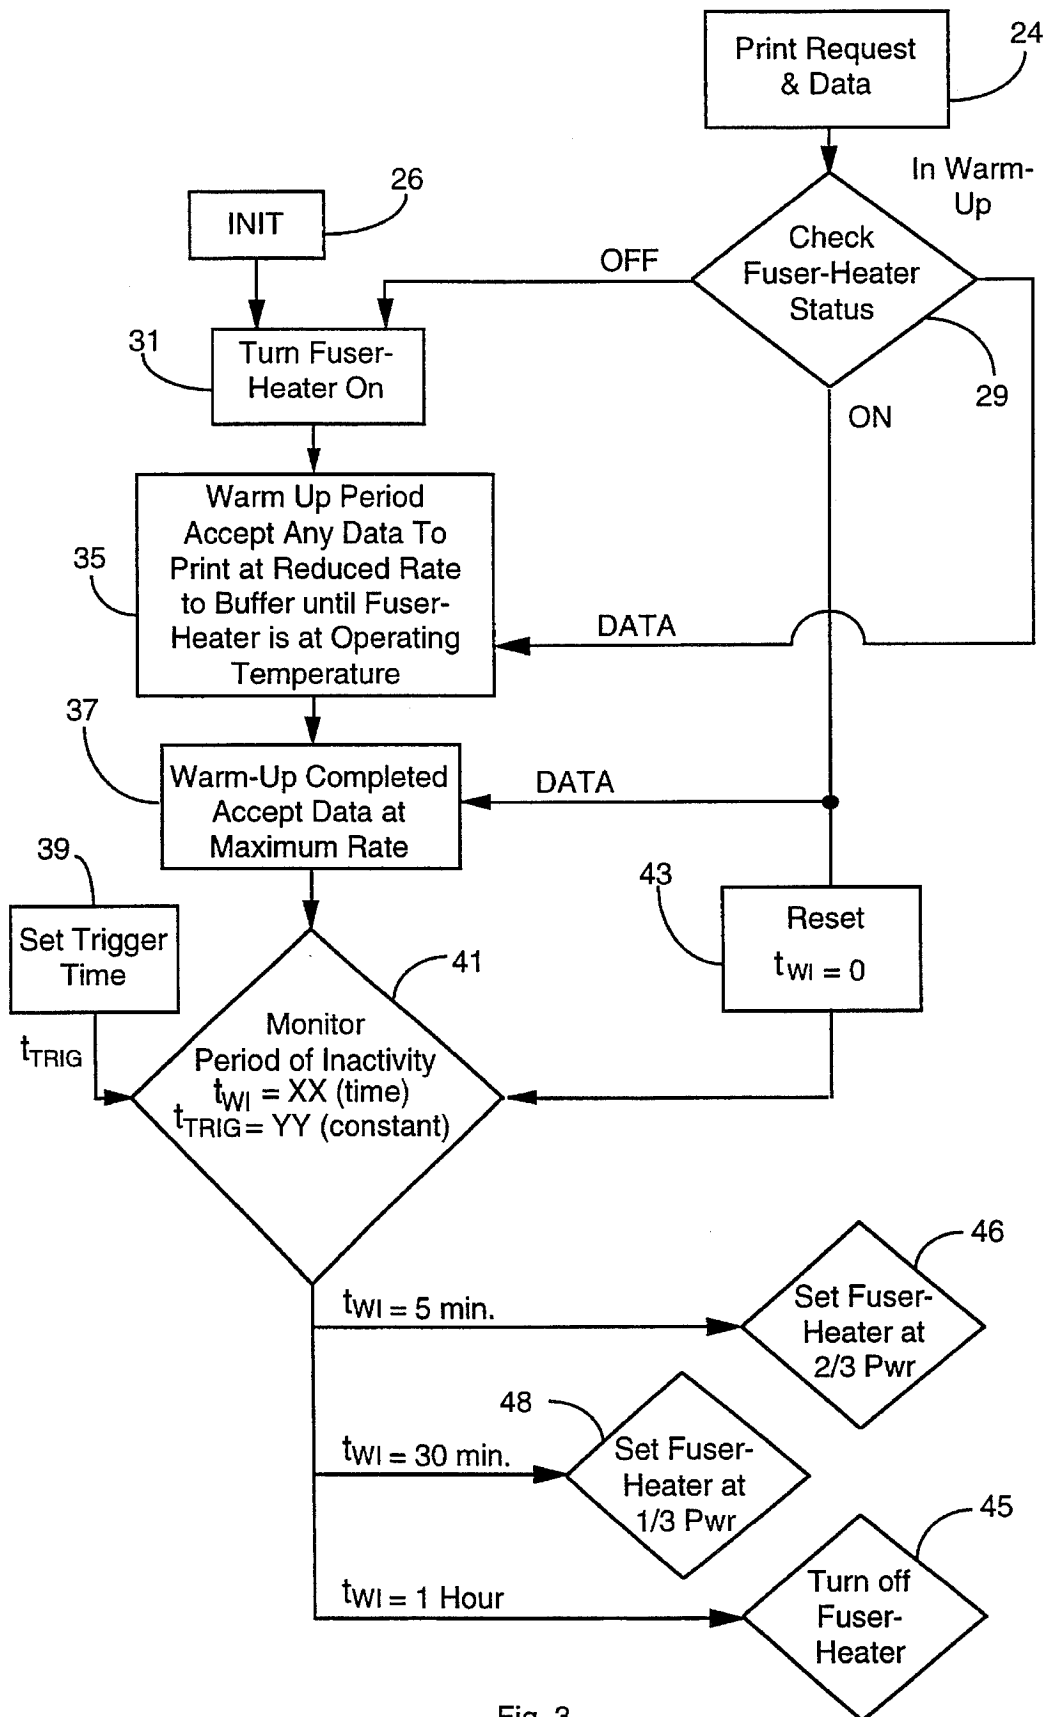 Print Request
& Data
24
In Warm-
Up
26
INIT
Check
Fuser-Heater
Status
OFF
29
31
Turn Fuser-
Heater On
ON
Warm Up Period
Accept Any Data To
Print at Reduced Rate
to Buffer until Fuser-
Heater is at Operating
Temperature
35
DATA
37
Warm-Up Completed
Accept Data at
Maximum Rate
DATA
39
Set Trigger
Time
tTRIG
43
Reset
tWI = 0
41
Monitor
Period of Inactivity
tWI = XX (time)
tTRIG = YY (constant)
tWI = 5 min.
46
Set Fuser-
Heater at
2/3 Pwr
tWI = 30 min.
48
Set Fuser-
Heater at
1/3 Pwr
tWI = 1 Hour
45
Turn off
Fuser-
Heater
Fig. 3